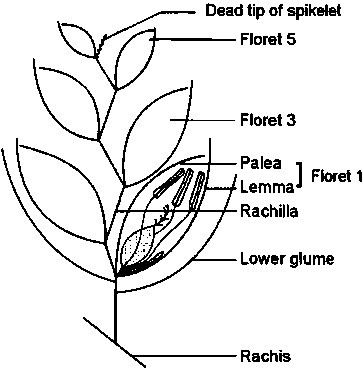 Dead tip of spikelet
Floret 5
Floret 3
Palea
Lemma
Floret 1
Rachilla
Lower glume
Rachis